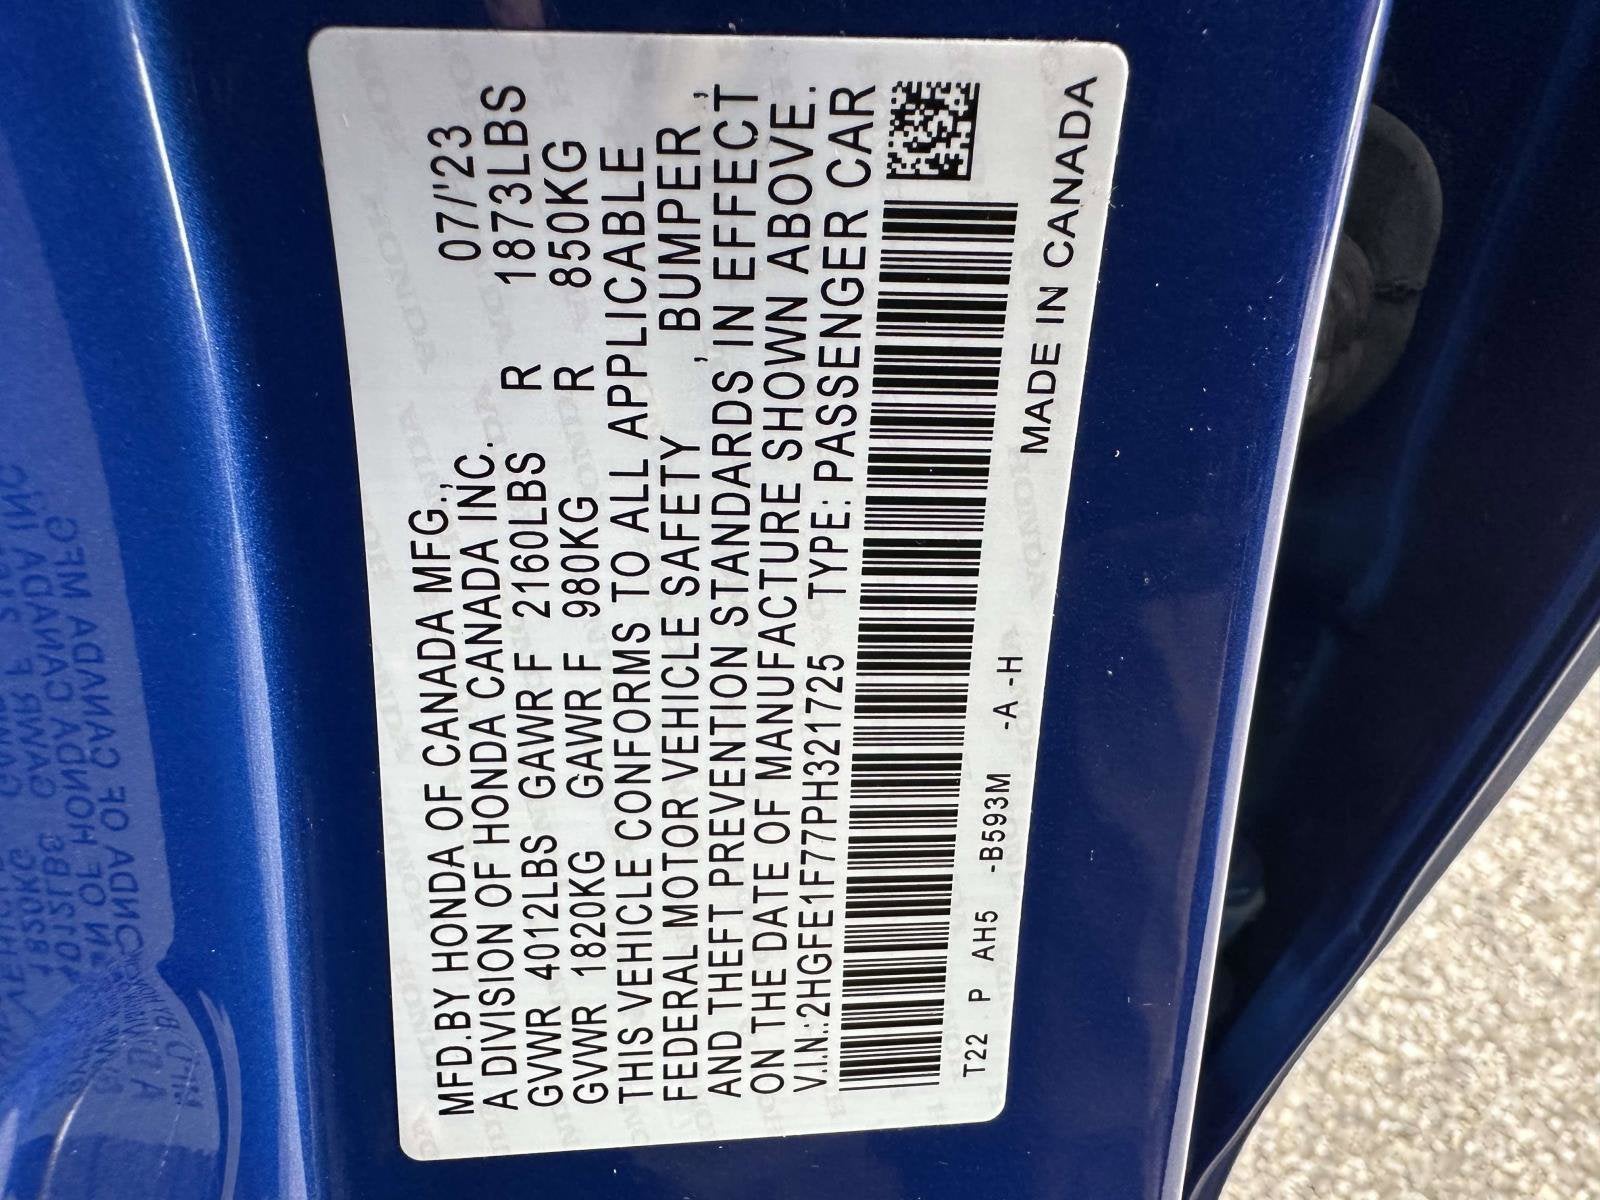 MFD.BY HONDA OF CANADA MFG., 07/'23
A DIVISION OF HONDA CANADA INC.
GVWR 4012LBS GAWR F 2160LBS R 1873LBS
GVWR 1820KG GAWR F 980KG R 850KG
THIS VEHICLE CONFORMS TO ALL APPLICABLE
FEDERAL MOTOR VEHICLE SAFETY, BUMPER,
AND THEFT PREVENTION STANDARDS IN EFFECT
ON THE DATE OF MANUFACTURE SHOWN ABOVE.
V.I.N.:2HGFE1F77PH321725 TYPE: PASSENGER CAR
T22 P AH5 -B593M -A -H
MADE IN CANADA